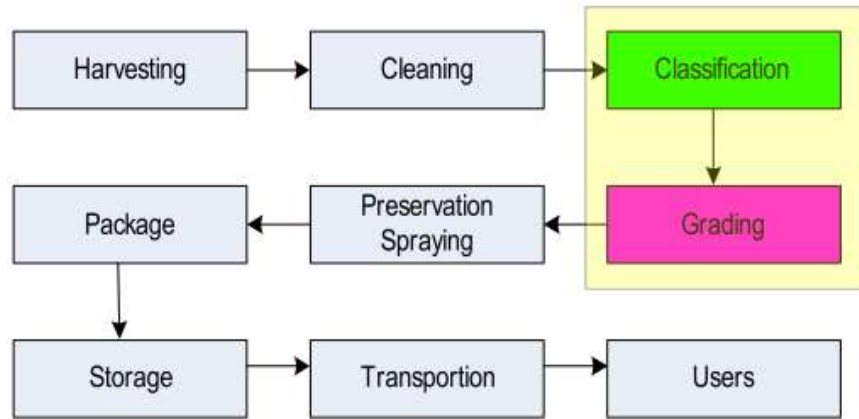 Harvesting
Cleaning
Classification
Package
Preservation
Spraying
Grading
Storage
Transportion
Users